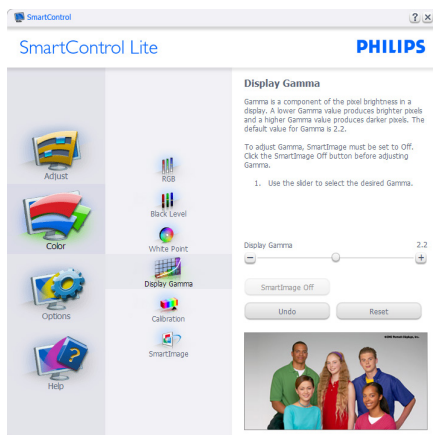 SmartControl
SmartControl Lite
PHILIPS
Adjust
Color
Options
Help
RGB
Black Level
White Point
Display Gamma
Calibration
SmartImage
Display Gamma
Gamma is a component of the pixel brightness in a
display. A lower Gamma value produces brighter pixels
and a higher Gamma value produces darker pixels. The
default value for Gamma is 2.2.
To adjust Gamma, SmartImage must be set to Off.
Click the SmartImage Off button before adjusting
Gamma.
1. Use the slider to select the desired Gamma.
Display Gamma 2.2
SmartImage Off
Undo Reset